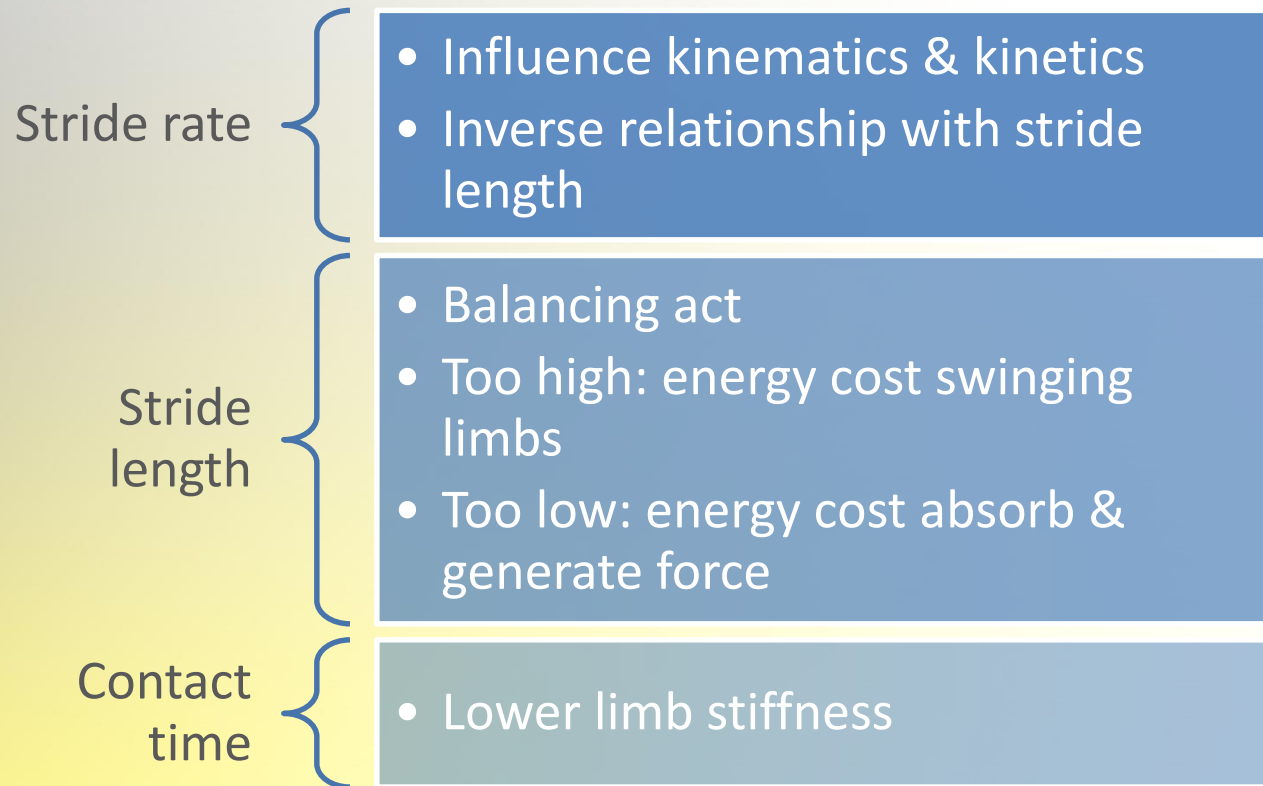 Stride rate
• Influence kinematics & kinetics
• Inverse relationship with stride
length
Stride
length
• Balancing act
• Too high: energy cost swinging
limbs
• Too low: energy cost absorb &
generate force
Contact
time
• Lower limb stiffness